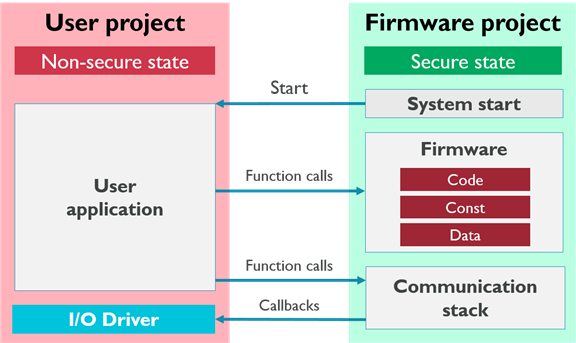 User project
Firmware project
Non-secure state
Secure state
Start
System start
User
application
Firmware
Function calls
Code
Const
Data
Function calls
Communication
stack
Callbacks
I/O Driver